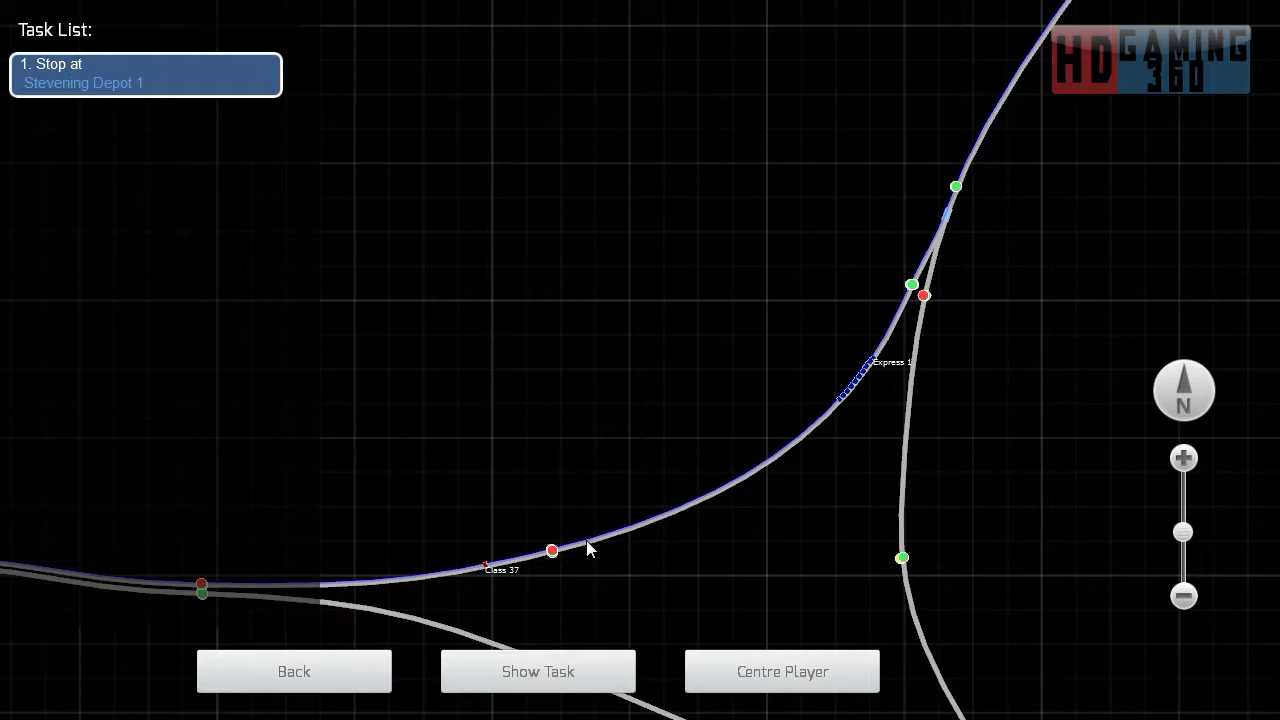 Task List:
1. Stop at
Stevening Depot 1
HD GAMING
360
Express 1
N
Class 37
Back
Show Task
Centre Player